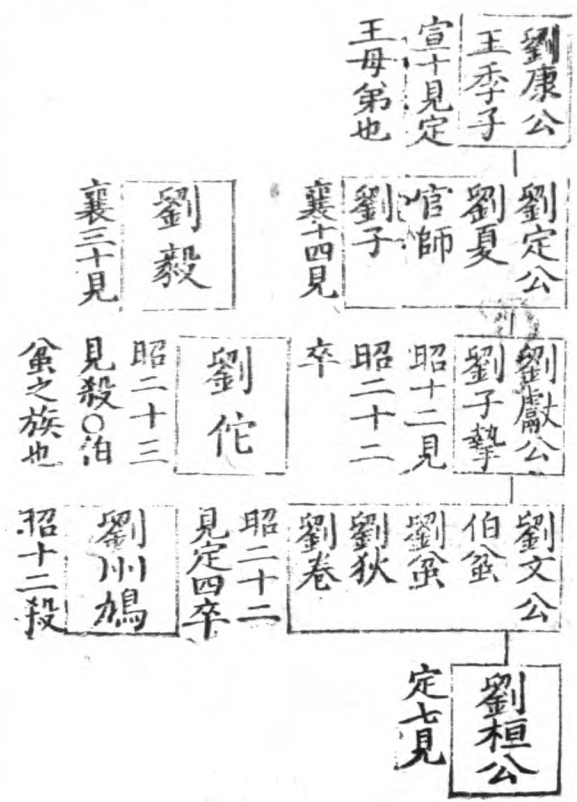 劉康公
王季子
宣十見定
王母弟也
劉定公
劉夏
官師
劉子
襄十四見
劉毅
襄三十見
劉獻公
劉子摯
昭十二見
昭二十二
卒
劉佗
昭二十三
見殺○伯
蚠之族也
劉文公
伯蚠
劉蚠
劉狄
劉卷
昭二十二
見定四卒
劉州鳩
昭十二殺
劉桓公
定七見